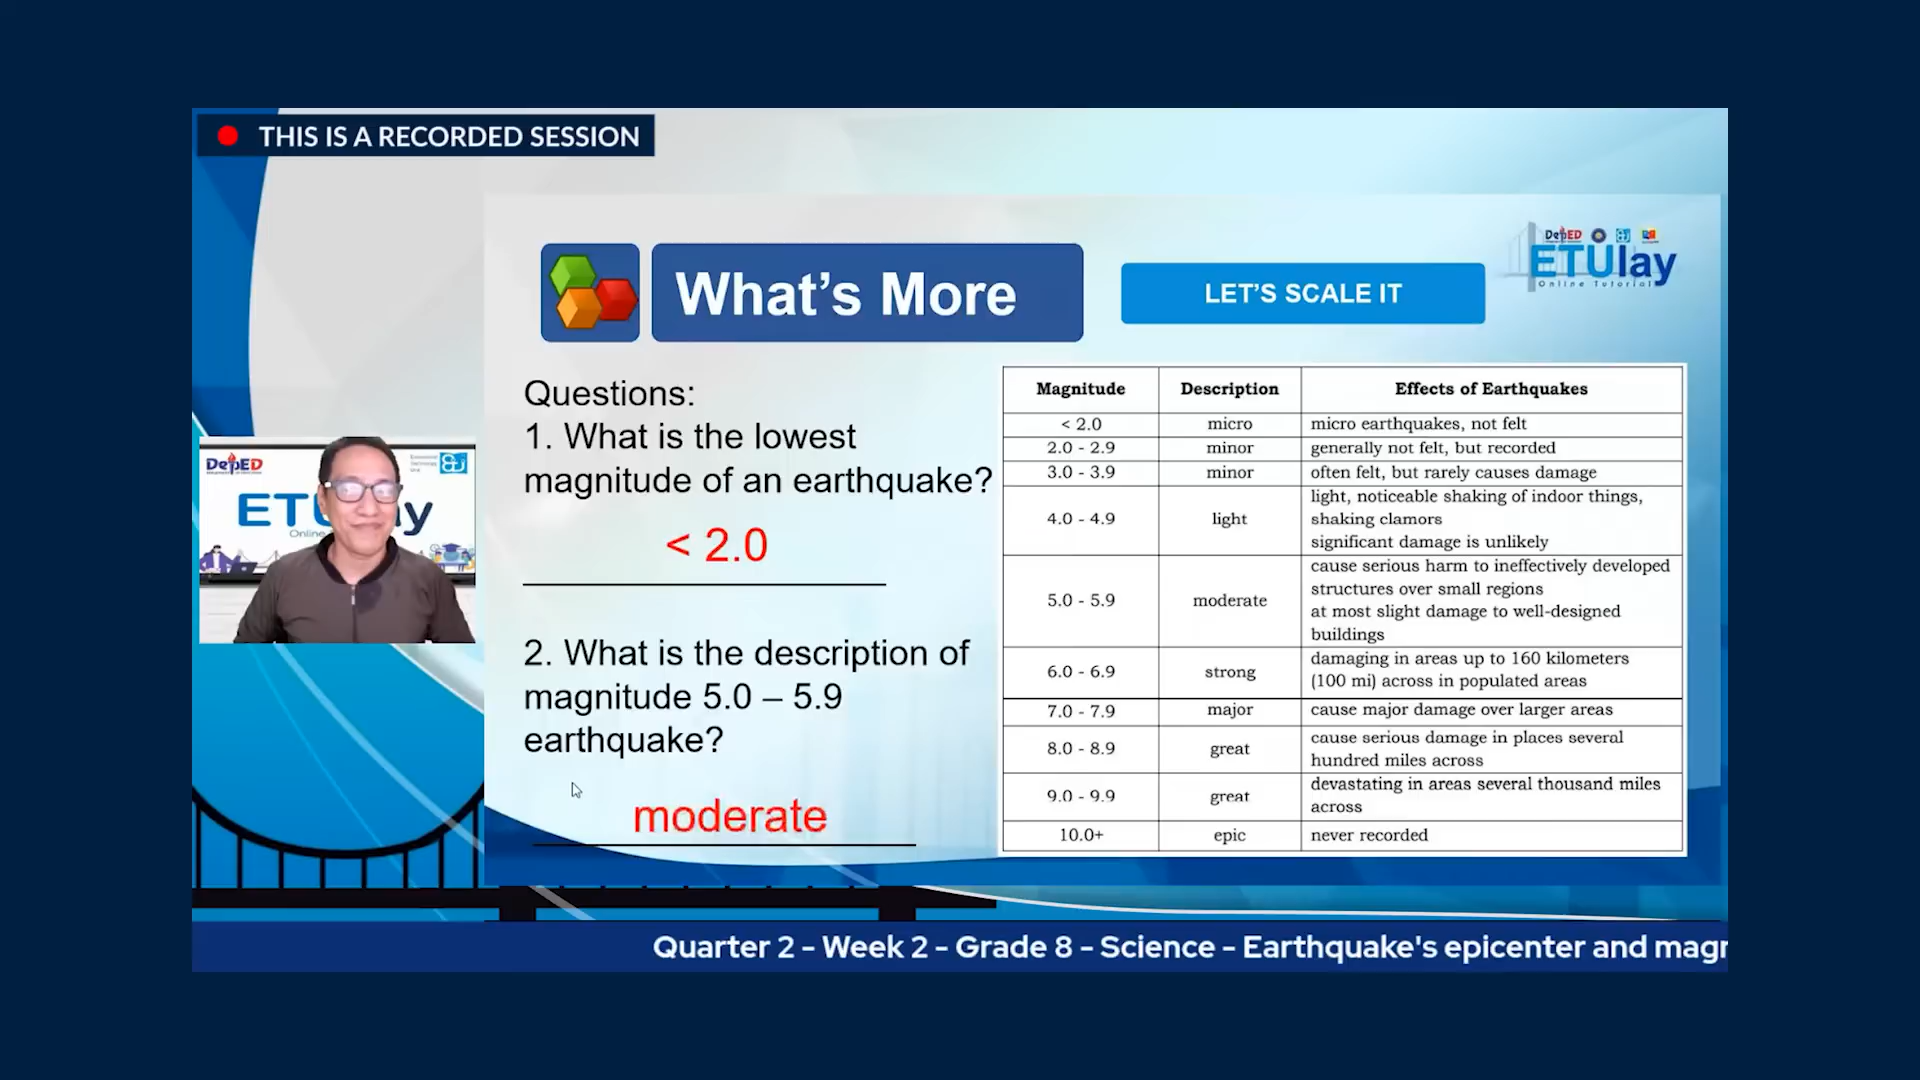 THIS IS A RECORDED SESSION
DepED
ETUlay
Online Tutorial
What's More
LET'S SCALE IT
Questions:
1. What is the lowest
magnitude of an earthquake?
< 2.0
2. What is the description of
magnitude 5.0 – 5.9
earthquake?
moderate
Magnitude Description Effects of Earthquakes
< 2.0 micro micro earthquakes, not felt
2.0 - 2.9 minor generally not felt, but recorded
3.0 - 3.9 minor often felt, but rarely causes damage
4.0 - 4.9 light light, noticeable shaking of indoor things,
shaking clamors
significant damage is unlikely
5.0 - 5.9 moderate cause serious harm to ineffectively developed
structures over small regions
at most slight damage to well-designed
buildings
6.0 - 6.9 strong damaging in areas up to 160 kilometers
(100 mi) across in populated areas
7.0 - 7.9 major cause major damage over larger areas
8.0 - 8.9 great cause serious damage in places several
hundred miles across
9.0 - 9.9 great devastating in areas several thousand miles
across
10.0+ epic never recorded
DepED
ETU ay
Online
Quarter 2 - Week 2 - Grade 8 - Science - Earthquake's epicenter and magn